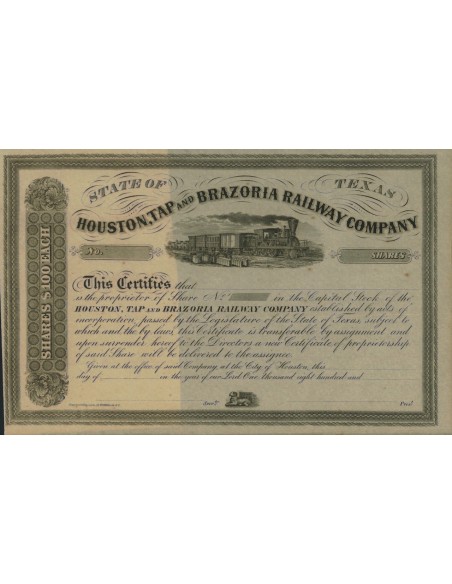 STATE OF TEXAS
HOUSTON, TAP AND BRAZORIA RAILWAY COMPANY
No. SHARES
SHARES $100 EACH
This Certifies that
is the proprietor of Share No. in the Capital Stock of the
HOUSTON, TAP AND BRAZORIA RAILWAY COMPANY established by acts of
incorporation, passed by the Legislature of the State of Texas, subject to
which and the by laws, this Certificate is transferable by assignment and
upon surrender hereof to the Directors a new Certificate of proprietorship
of said Share will be delivered to the assignee.
Given at the office of said Company, at the City of Houston, this
day of in the year of our Lord One thousand eight hundred and
Secy. Prest.